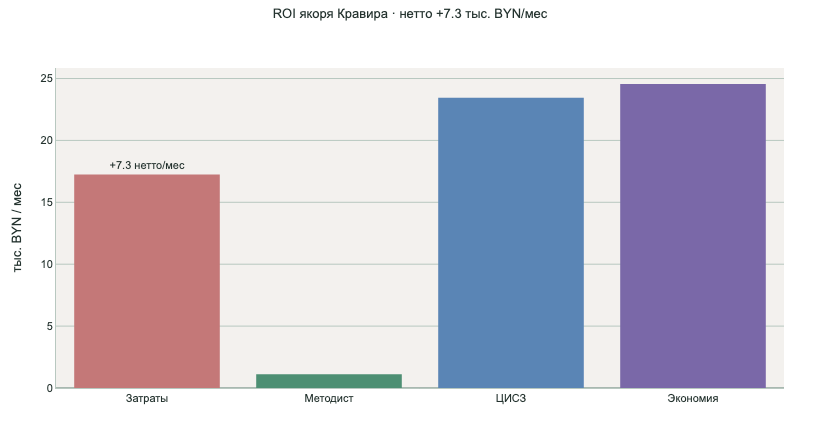 ROI якоря Кравира · нетто +7.3 тыс. BYN/мес
тыс. BYN / мес
25
20
15
10
5
0
+7.3 нетто/мес
Затраты
Методист
ЦИСЗ
Экономия